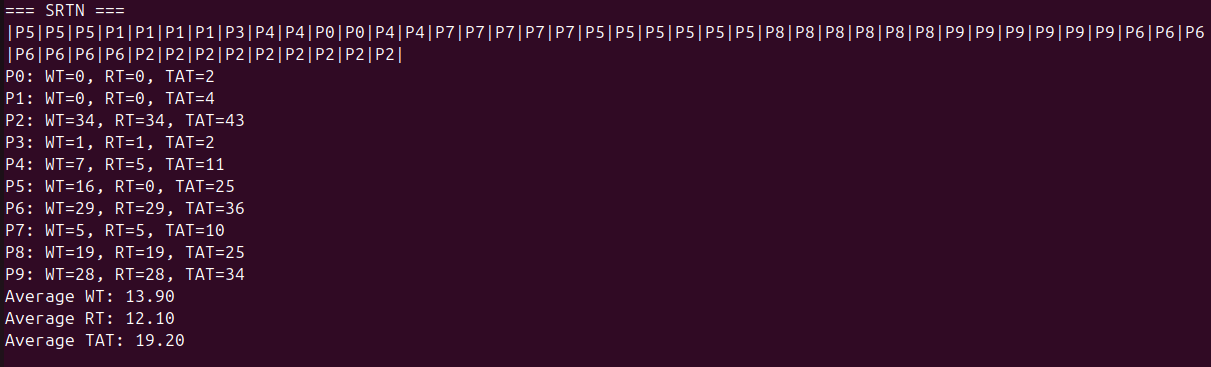 === SRTN ===
|P5|P5|P5|P1|P1|P1|P1|P3|P4|P4|P0|P0|P4|P4|P7|P7|P7|P7|P7|P5|P5|P5|P5|P5|P5|P8|P8|P8|P8|P8|P8|P9|P9|P9|P9|P9|P9|P6|P6|P6
|P6|P6|P6|P6|P2|P2|P2|P2|P2|P2|P2|P2|P2|
P0: WT=0, RT=0, TAT=2
P1: WT=0, RT=0, TAT=4
P2: WT=34, RT=34, TAT=43
P3: WT=1, RT=1, TAT=2
P4: WT=7, RT=5, TAT=11
P5: WT=16, RT=0, TAT=25
P6: WT=29, RT=29, TAT=36
P7: WT=5, RT=5, TAT=10
P8: WT=19, RT=19, TAT=25
P9: WT=28, RT=28, TAT=34
Average WT: 13.90
Average RT: 12.10
Average TAT: 19.20